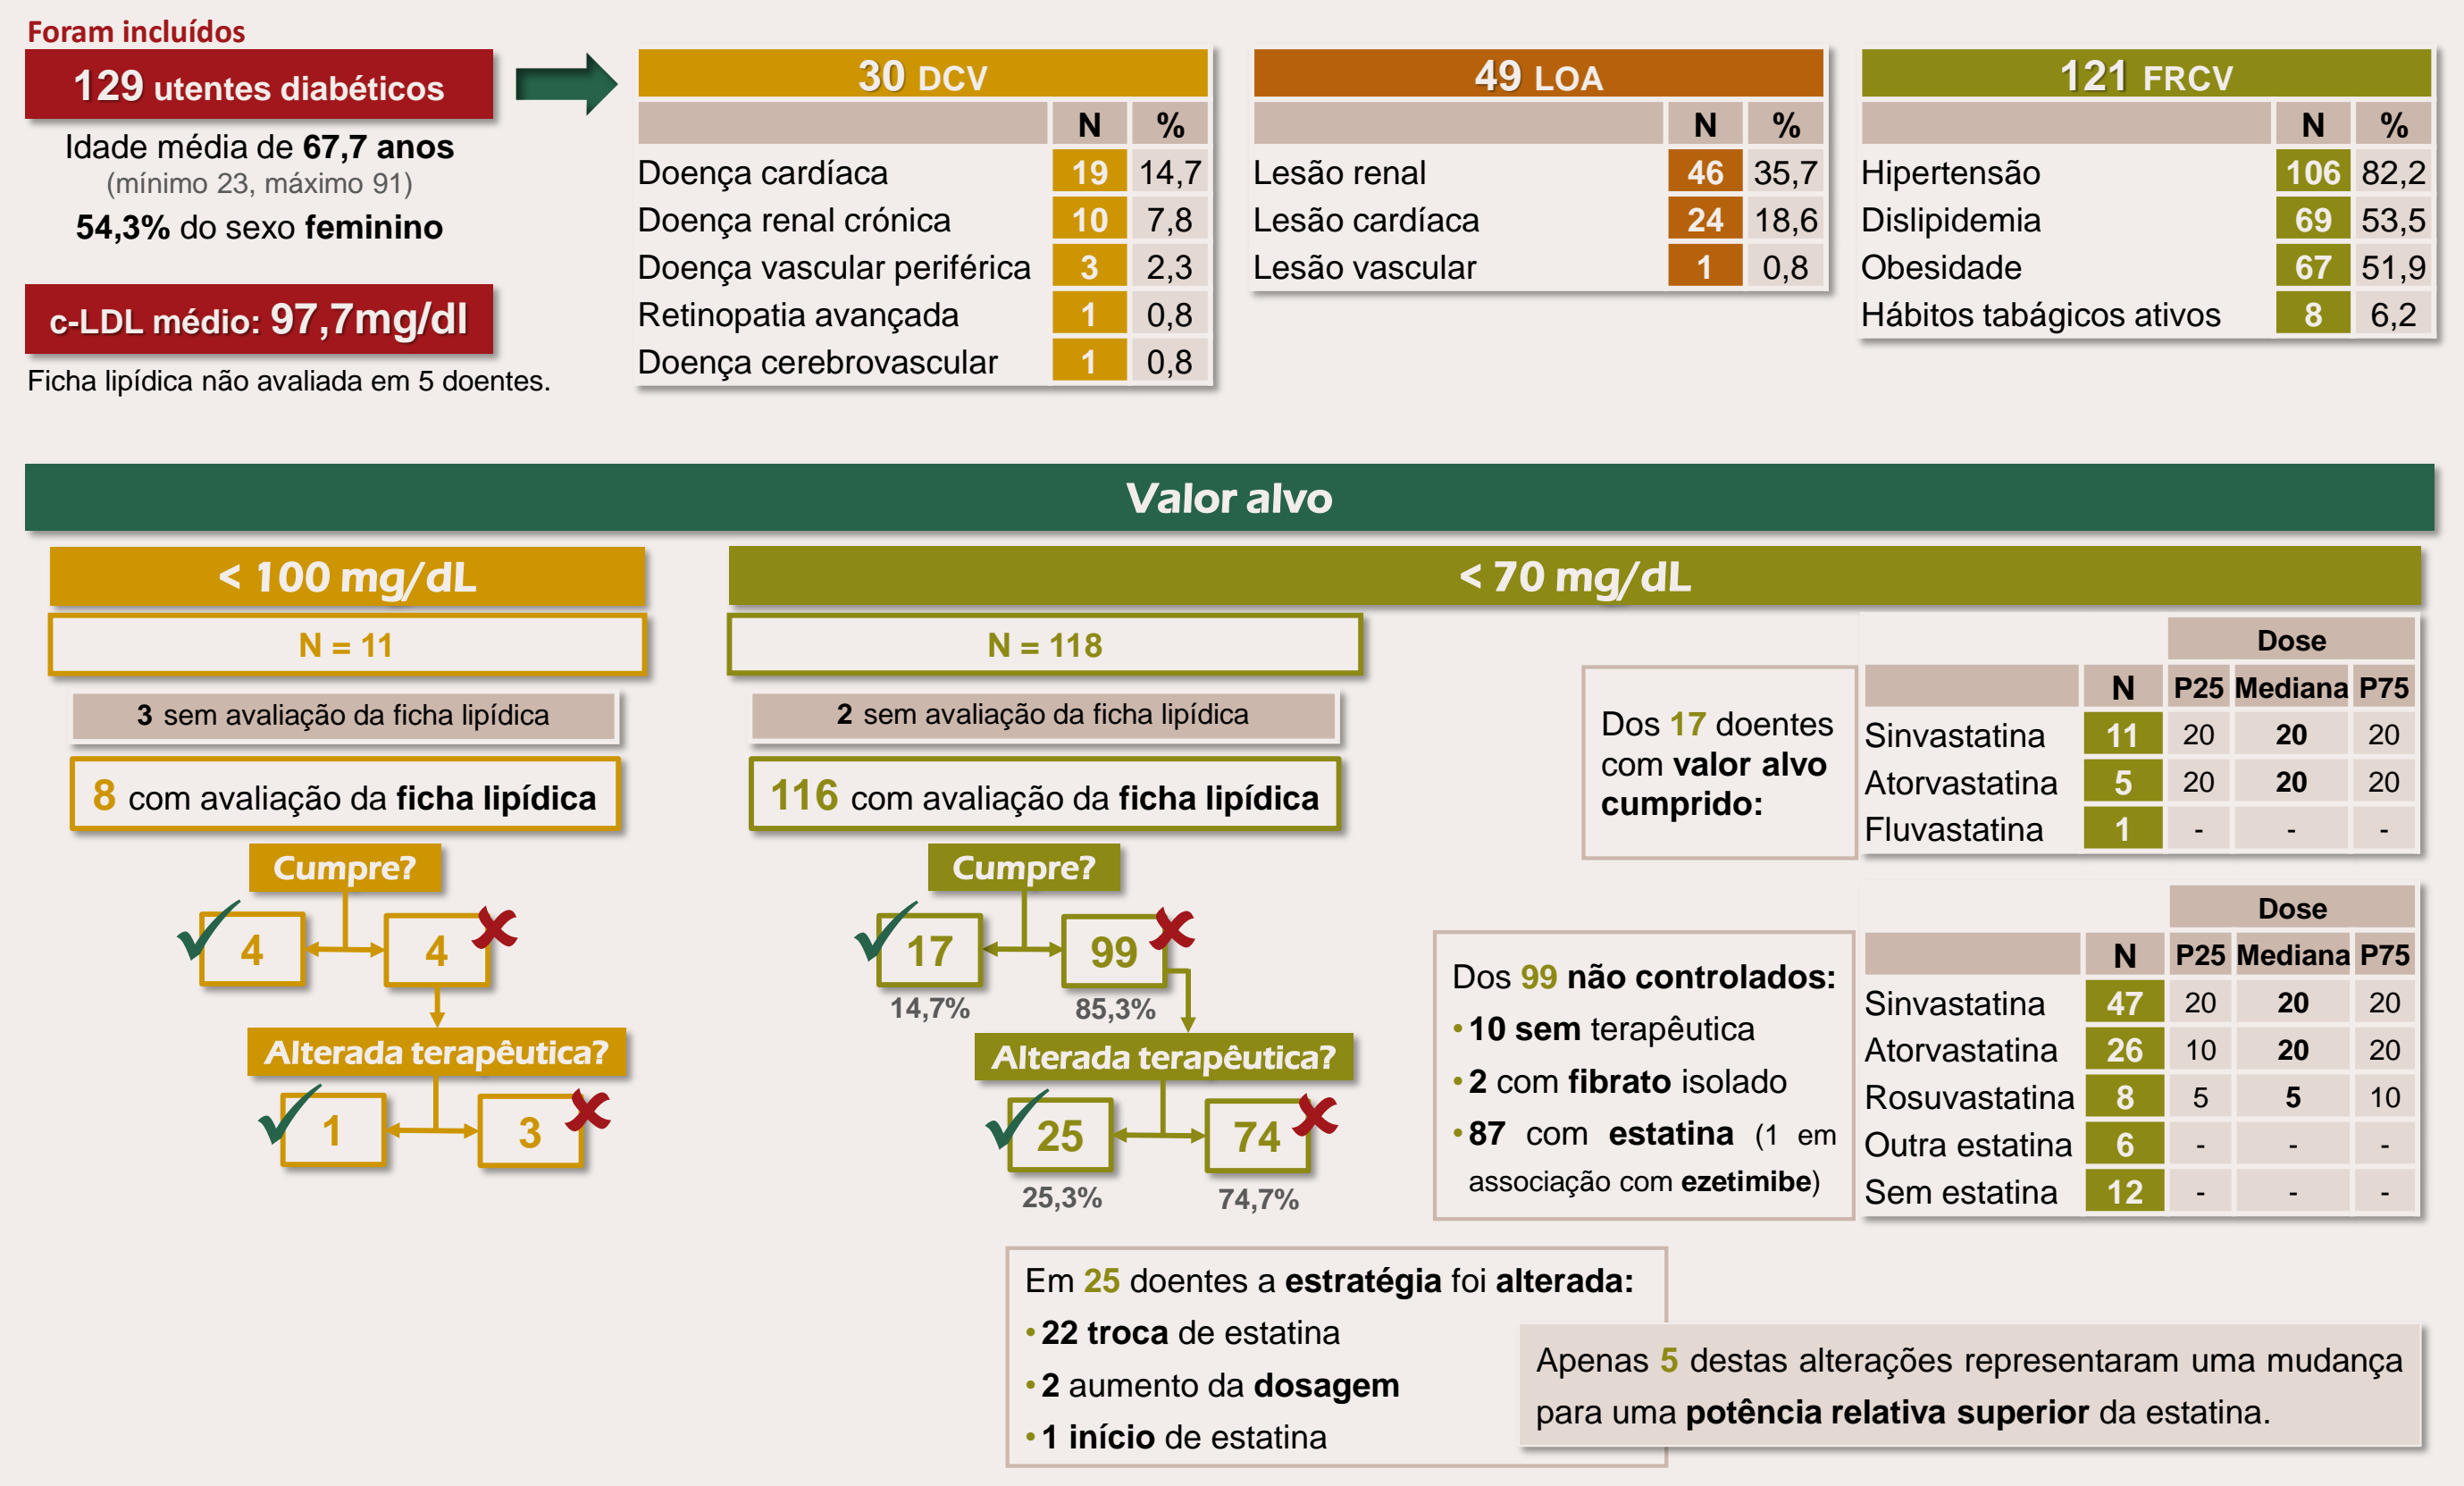 Foram incluídos
129 utentes diabéticos
Idade média de 67,7 anos
(mínimo 23, máximo 91)
54,3% do sexo feminino
c-LDL médio: 97,7mg/dl
Ficha lipídica não avaliada em 5 doentes.
30 DCV
N %
Doença cardíaca 19 14,7
Doença renal crónica 10 7,8
Doença vascular periférica 3 2,3
Retinopatia avançada 1 0,8
Doença cerebrovascular 1 0,8
49 LOA
N %
Lesão renal 46 35,7
Lesão cardíaca 24 18,6
Lesão vascular 1 0,8
121 FRCV
N %
Hipertensão 106 82,2
Dislipidemia 69 53,5
Obesidade 67 51,9
Hábitos tabágicos ativos 8 6,2
Valor alvo
< 100 mg/dL
N = 11
3 sem avaliação da ficha lipídica
8 com avaliação da ficha lipídica
Cumpre?
4 4
Alterada terapêutica?
1 3
< 70 mg/dL
N = 118
2 sem avaliação da ficha lipídica
116 com avaliação da ficha lipídica
Cumpre?
17 99
14,7% 85,3%
Alterada terapêutica?
25 74
25,3% 74,7%
Dos 17 doentes
com valor alvo
cumprido:
Dose
N P25 Mediana P75
Sinvastatina 11 20 20 20
Atorvastatina 5 20 20 20
Fluvastatina 1 - - -
Dos 99 não controlados:
•10 sem terapêutica
•2 com fibrato isolado
•87 com estatina (1 em
associação com ezetimibe)
Dose
N P25 Mediana P75
Sinvastatina 47 20 20 20
Atorvastatina 26 10 20 20
Rosuvastatina 8 5 5 10
Outra estatina 6 - - -
Sem estatina 12 - - -
Em 25 doentes a estratégia foi alterada:
•22 troca de estatina
•2 aumento da dosagem
•1 início de estatina
Apenas 5 destas alterações representaram uma mudança
para uma potência relativa superior da estatina.